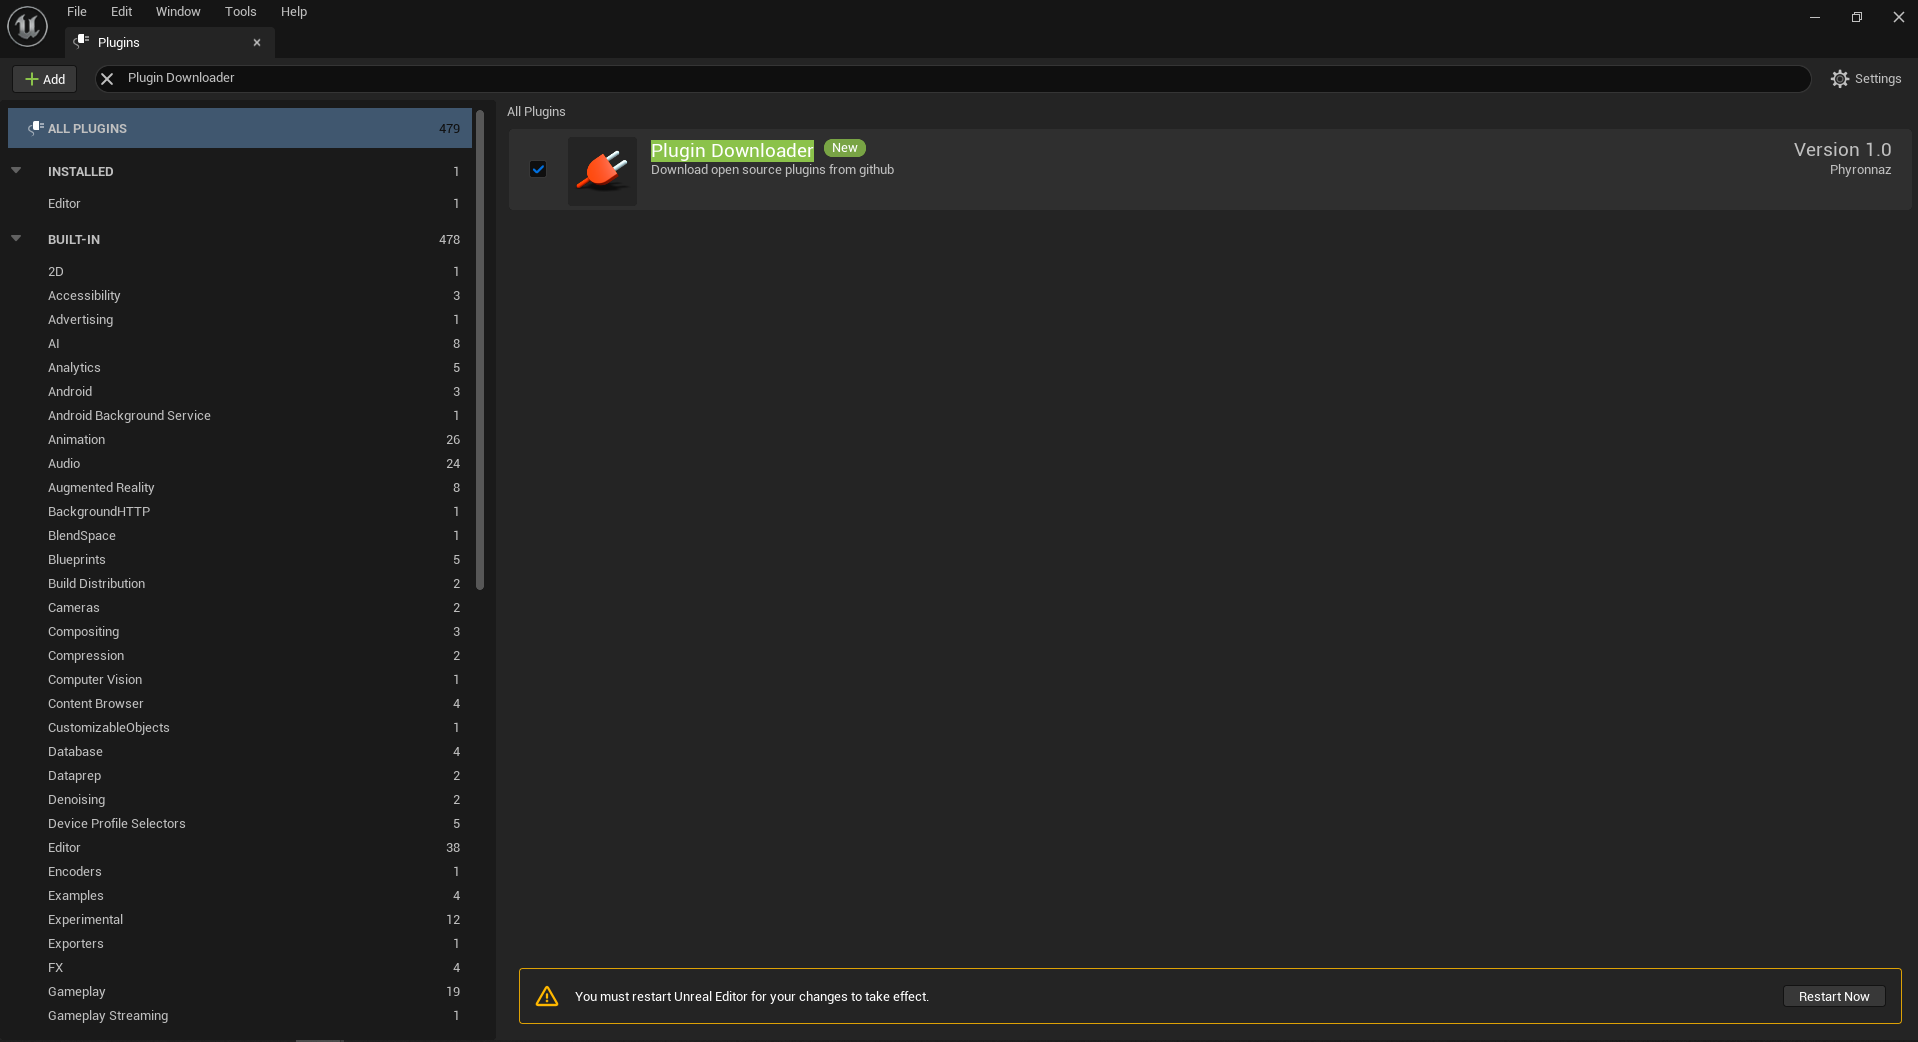 File Edit Window Tools Help
Plugins
Add
Plugin Downloader
Settings
ALL PLUGINS 479
INSTALLED 1
Editor 1
BUILT-IN 478
2D 1
Accessibility 3
Advertising 1
AI 8
Analytics 5
Android 3
Android Background Service 1
Animation 26
Audio 24
Augmented Reality 8
BackgroundHTTP 1
BlendSpace 1
Blueprints 5
Build Distribution 2
Cameras 2
Compositing 3
Compression 2
Computer Vision 1
Content Browser 4
CustomizableObjects 1
Database 4
Dataprep 2
Denoising 2
Device Profile Selectors 5
Editor 38
Encoders 1
Examples 4
Experimental 12
Exporters 1
FX 4
Gameplay 19
Gameplay Streaming 1
All Plugins
Plugin Downloader New
Download open source plugins from github
Version 1.0
Phyronnaz
You must restart Unreal Editor for your changes to take effect.
Restart Now